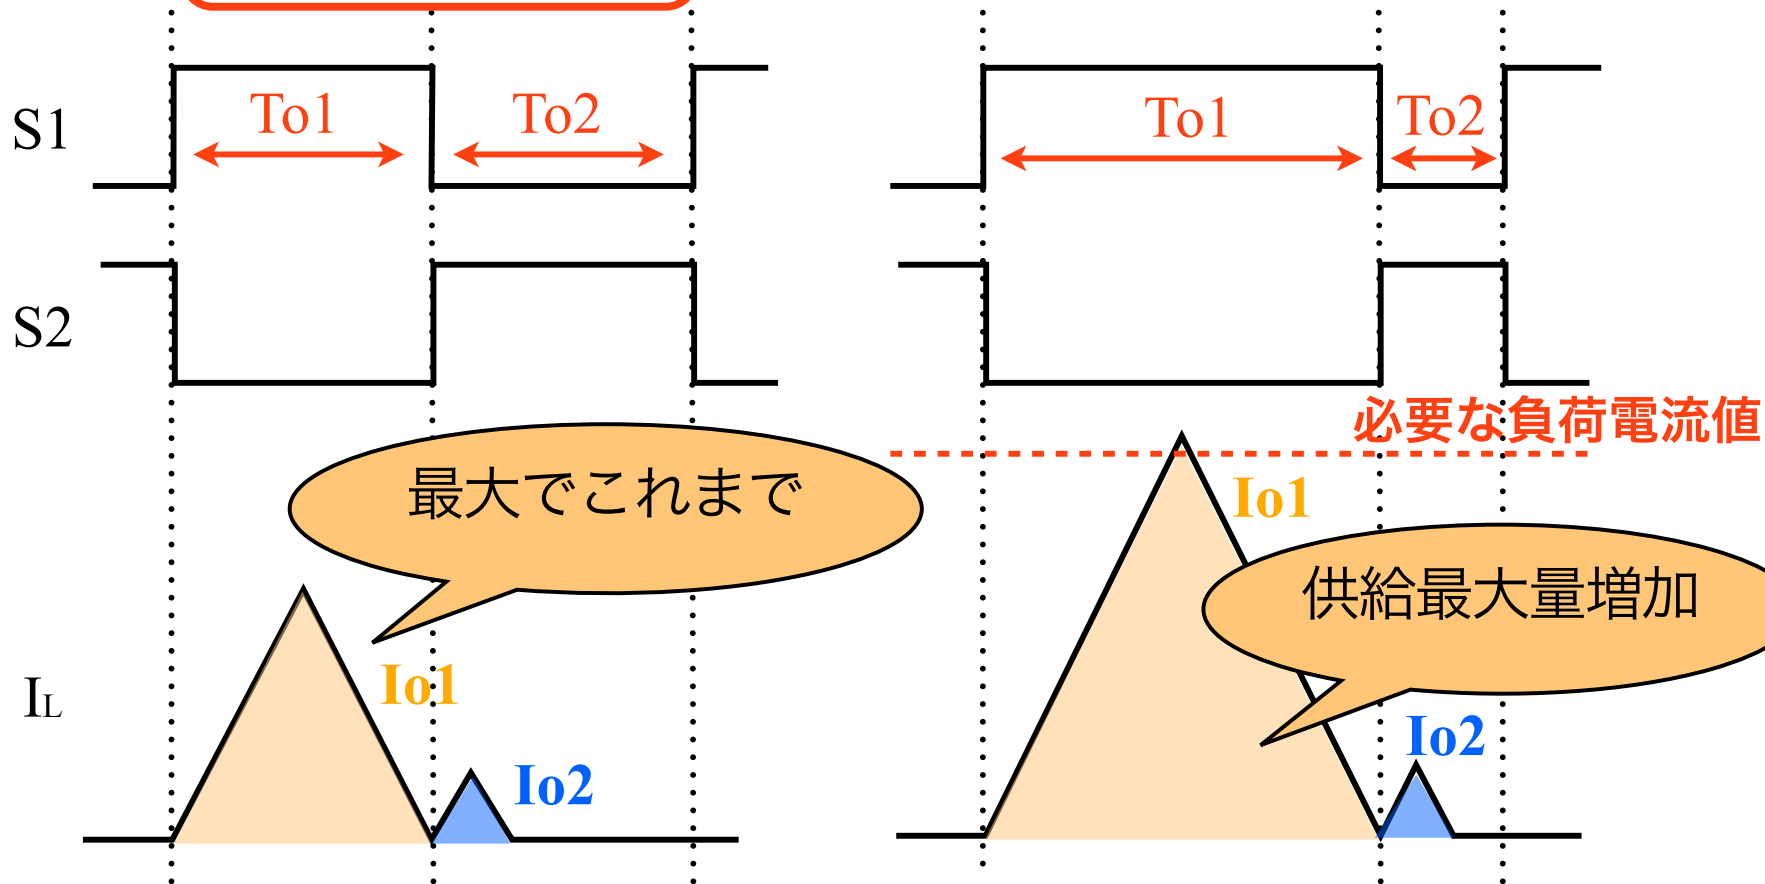 S1
To1
To2
To1
To2
S2
必要な負荷電流値
最大でこれまで
Io1
供給最大量増加
IL
Io1
Io2
Io2